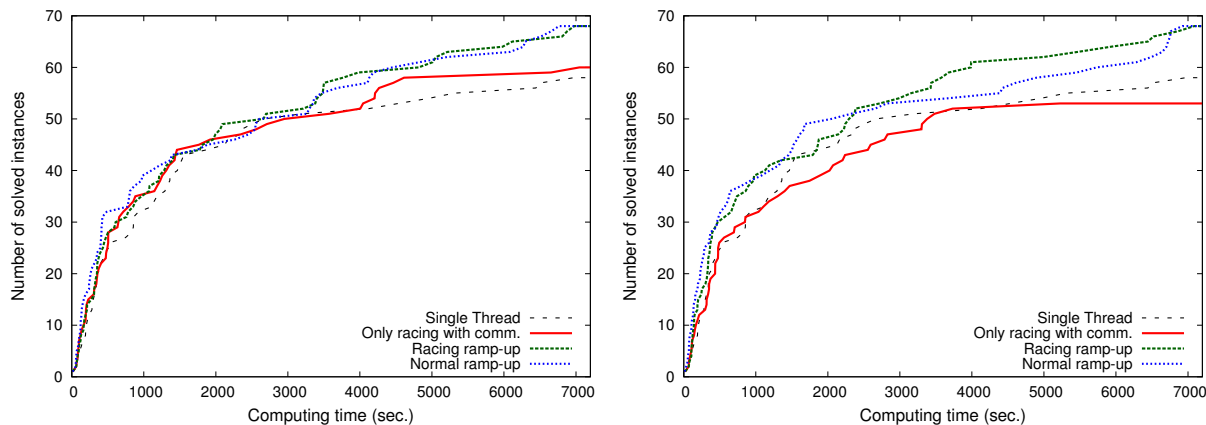 Number of solved instances
70
60
50
40
30
20
10
0
Single Thread
Only racing with comm.
Racing ramp-up
Normal ramp-up
0 1000 2000 3000 4000 5000 6000 7000
Computing time (sec.)
Number of solved instances
70
60
50
40
30
20
10
0
Single Thread
Only racing with comm.
Racing ramp-up
Normal ramp-up
0 1000 2000 3000 4000 5000 6000 7000
Computing time (sec.)